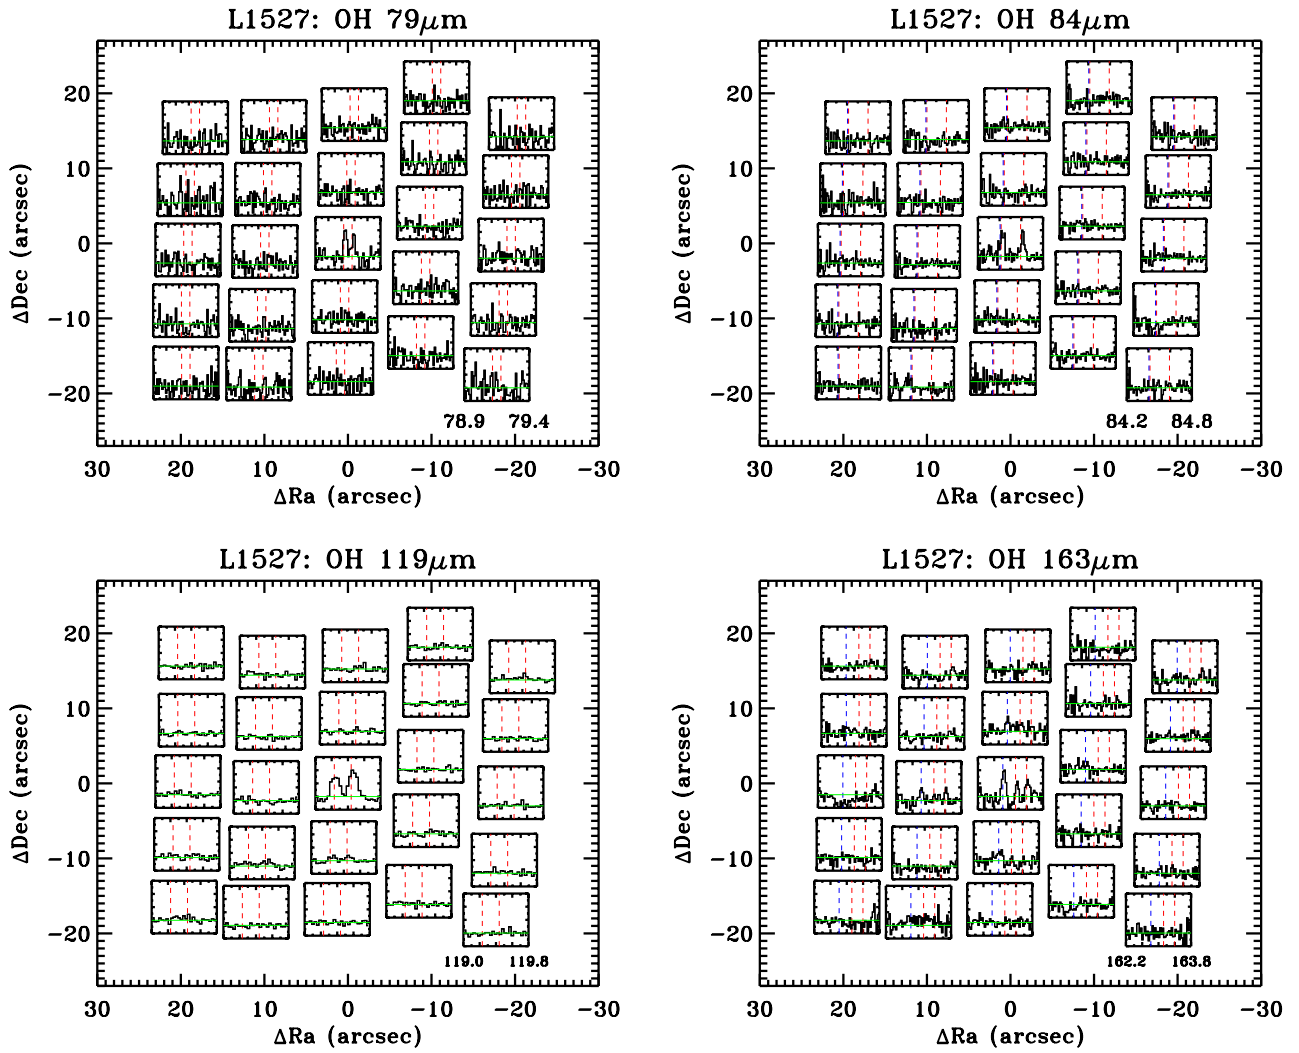 L1527: OH 79μm
ΔDec (arcsec)
20
10
0
−10
−20
78.9 79.4
30 20 10 0 −10 −20 −30
ΔRa (arcsec)
L1527: OH 84μm
ΔDec (arcsec)
20
10
0
−10
−20
84.2 84.8
30 20 10 0 −10 −20 −30
ΔRa (arcsec)
L1527: OH 119μm
ΔDec (arcsec)
20
10
0
−10
−20
119.0 119.8
30 20 10 0 −10 −20 −30
ΔRa (arcsec)
L1527: OH 163μm
ΔDec (arcsec)
20
10
0
−10
−20
162.2 163.8
30 20 10 0 −10 −20 −30
ΔRa (arcsec)